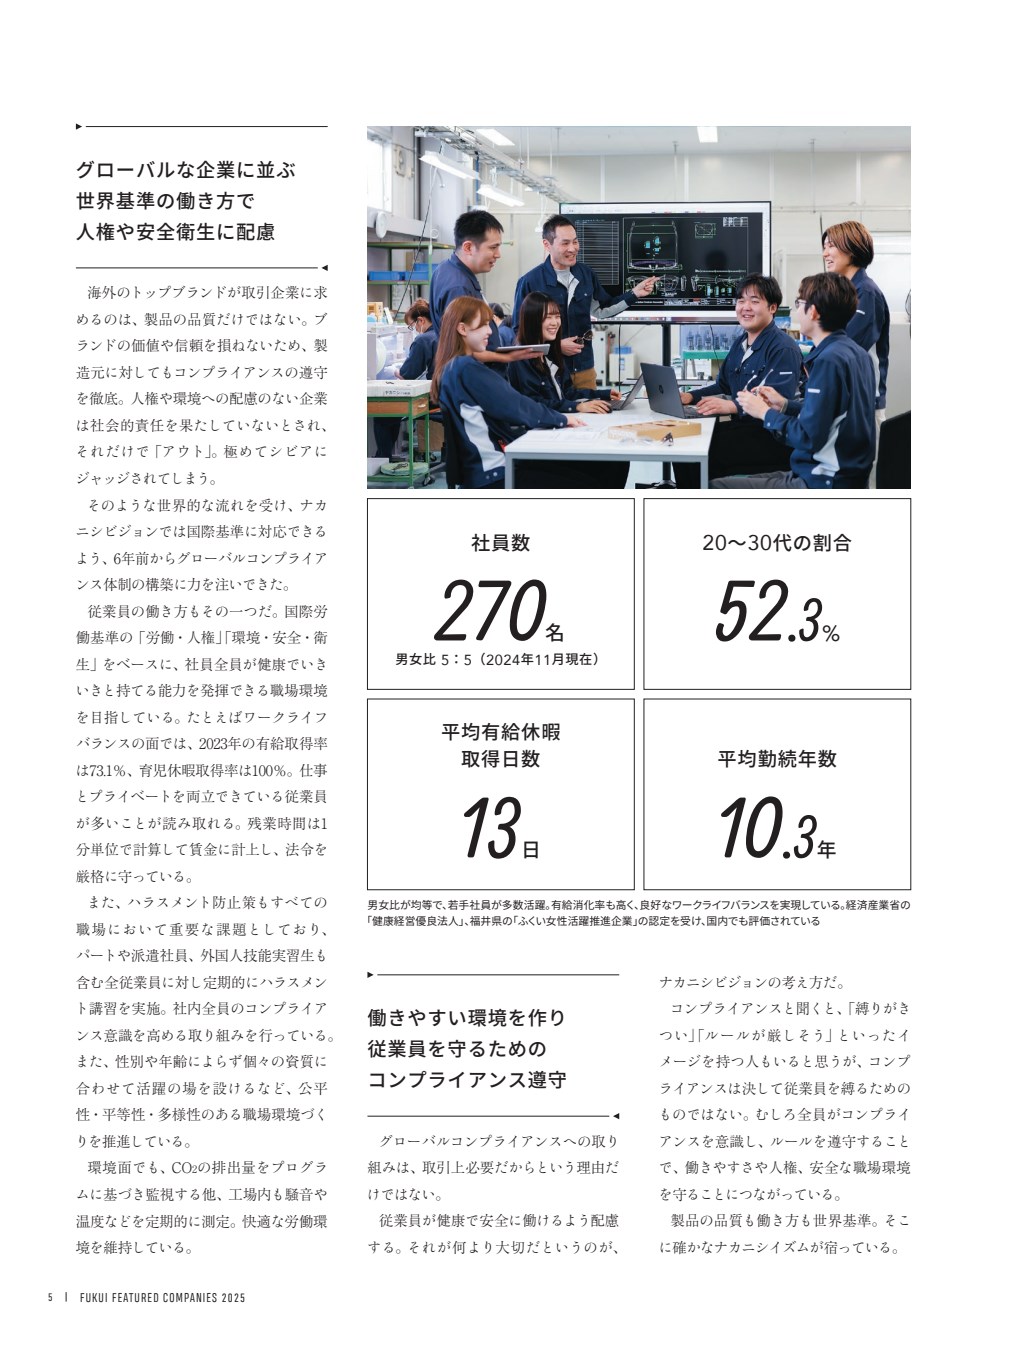 グローバルな企業に並ぶ
世界基準の働き方で
人権や安全衛生に配慮
海外のトップブランドが取引企業に求
めるのは、製品の品質だけではない。ブ
ランドの価値や信頼を損ねないため、製
造元に対してもコンプライアンスの遵守
を徹底。人権や環境への配慮のない企業
は社会的責任を果たしていないとされ、
それだけで「アウト」。極めてシビアに
ジャッジされてしまう。
そのような世界的な流れを受け、ナカ
ニシビジョンでは国際基準に対応できる
よう、6年前からグローバルコンプライア
ンス体制の構築に力を注いできた。
従業員の働き方もその一つだ。国際労
働基準の「労働・人権」「環境・安全・衛
生」をベースに、社員全員が健康でいき
いきと持てる能力を発揮できる職場環境
を目指している。たとえばワークライフ
バランスの面では、2023年の有給取得率
は73.1%、育児休暇取得率は100%。仕事
とプライベートを両立できている従業員
が多いことが読み取れる。残業時間は1
分単位で計算して賃金に計上し、法令を
厳格に守っている。
また、ハラスメント防止策もすべての
職場において重要な課題としており、
パートや派遣社員、外国人技能実習生も
含む全従業員に対し定期的にハラスメン
ト講習を実施。社内全員のコンプライア
ンス意識を高める取り組みを行っている。
また、性別や年齢によらず個々の資質に
合わせて活躍の場を設けるなど、公平
性・平等性・多様性のある職場環境づく
りを推進している。
環境面でも、CO2の排出量をプログラ
ムに基づき監視する他、工場内も騒音や
温度などを定期的に測定。快適な労働環
境を維持している。
社員数
270名
男女比 5：5（2024年11月現在）
20〜30代の割合
52.3%
平均有給休暇
取得日数
13日
平均勤続年数
10.3年
男女比が均等で、若手社員が多数活躍。有給消化率も高く、良好なワークライフバランスを実現している。経済産業省の
「健康経営優良法人」、福井県の「ふくい女性活躍推進企業」の認定を受け、国内でも評価されている
働きやすい環境を作り
従業員を守るための
コンプライアンス遵守
グローバルコンプライアンスへの取り
組みは、取引上必要だからという理由だ
けではない。
従業員が健康で安全に働けるよう配慮
する。それが何より大切だというのが、
ナカニシビジョンの考え方だ。
コンプライアンスと聞くと、「縛りがき
つい」「ルールが厳しそう」といったイ
メージを持つ人もいると思うが、コンプ
ライアンスは決して従業員を縛るための
ものではない。むしろ全員がコンプライ
アンスを意識し、ルールを遵守すること
で、働きやすさや人権、安全な職場環境
を守ることにつながっている。
製品の品質も働き方も世界基準。そこ
に確かなナカニシイズムが宿っている。
5 | FUKUI FEATURED COMPANIES 2025